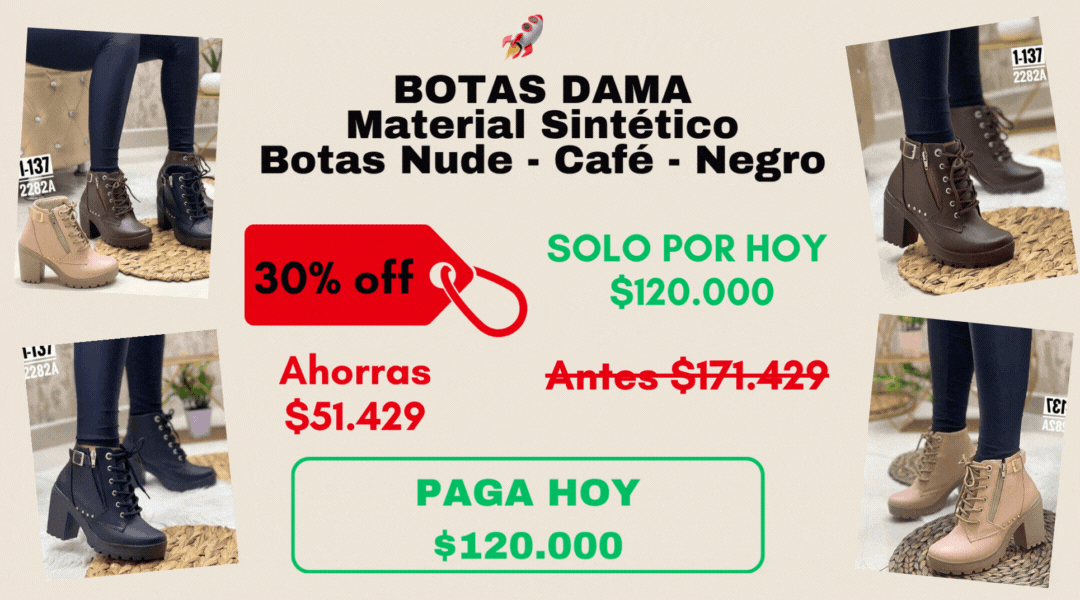 BOTAS DAMA
Material Sintético
Botas Nude - Café - Negro
1-137
2282A
1-137
2282A
30% off
SOLO POR HOY
$120.000
Ahorras
$51.429
Antes $171.429
1-137
2282A
137
282A
PAGA HOY
$120.000